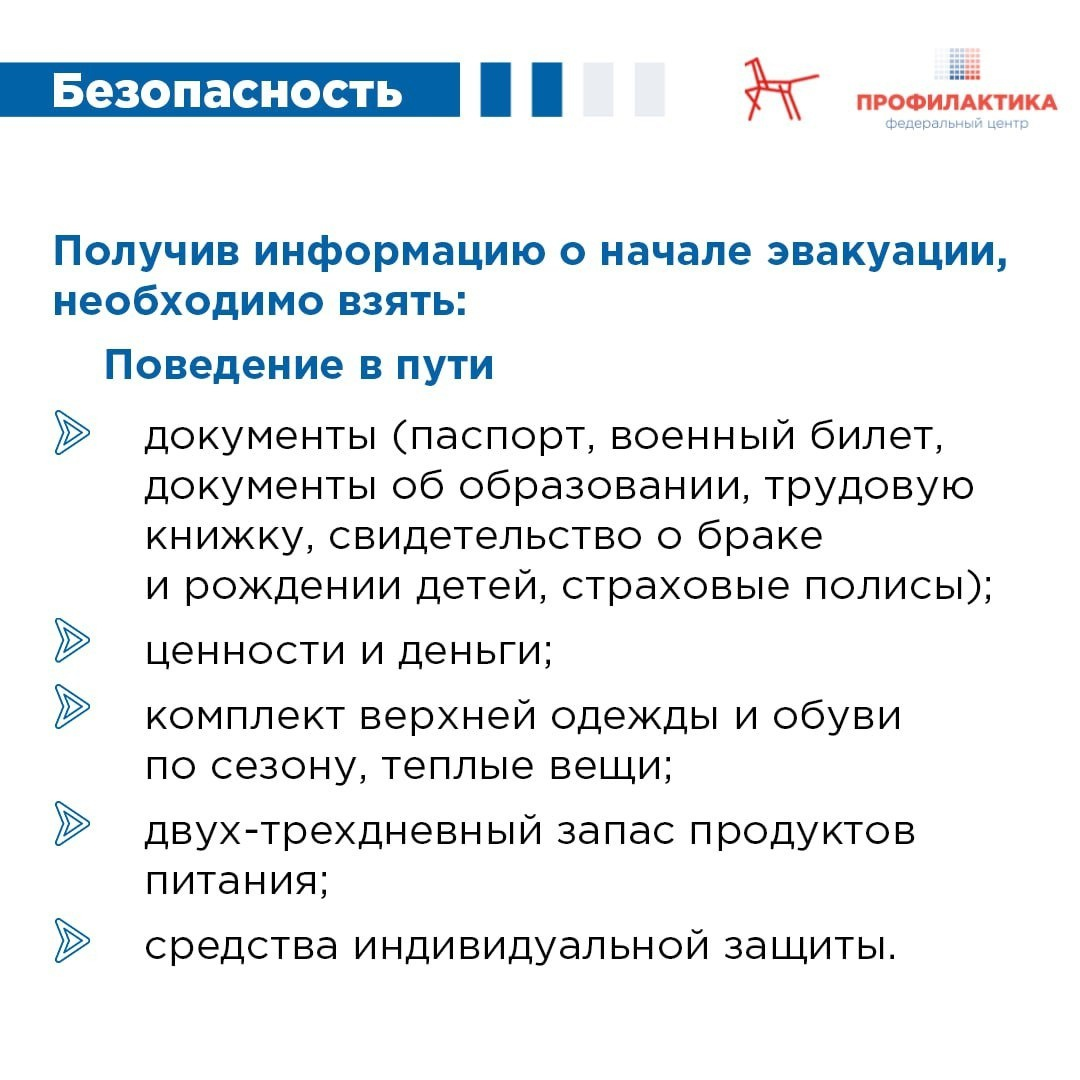 Безопасность
ПРОФИЛАКТИКА
федеральный центр
Получив информацию о начале эвакуации,
необходимо взять:
Поведение в пути
документы (паспорт, военный билет,
документы об образовании, трудовую
книжку, свидетельство о браке
и рождении детей, страховые полисы);
ценности и деньги;
комплект верхней одежды и обуви
по сезону, теплые вещи;
двух-трехдневный запас продуктов
питания;
средства индивидуальной защиты.